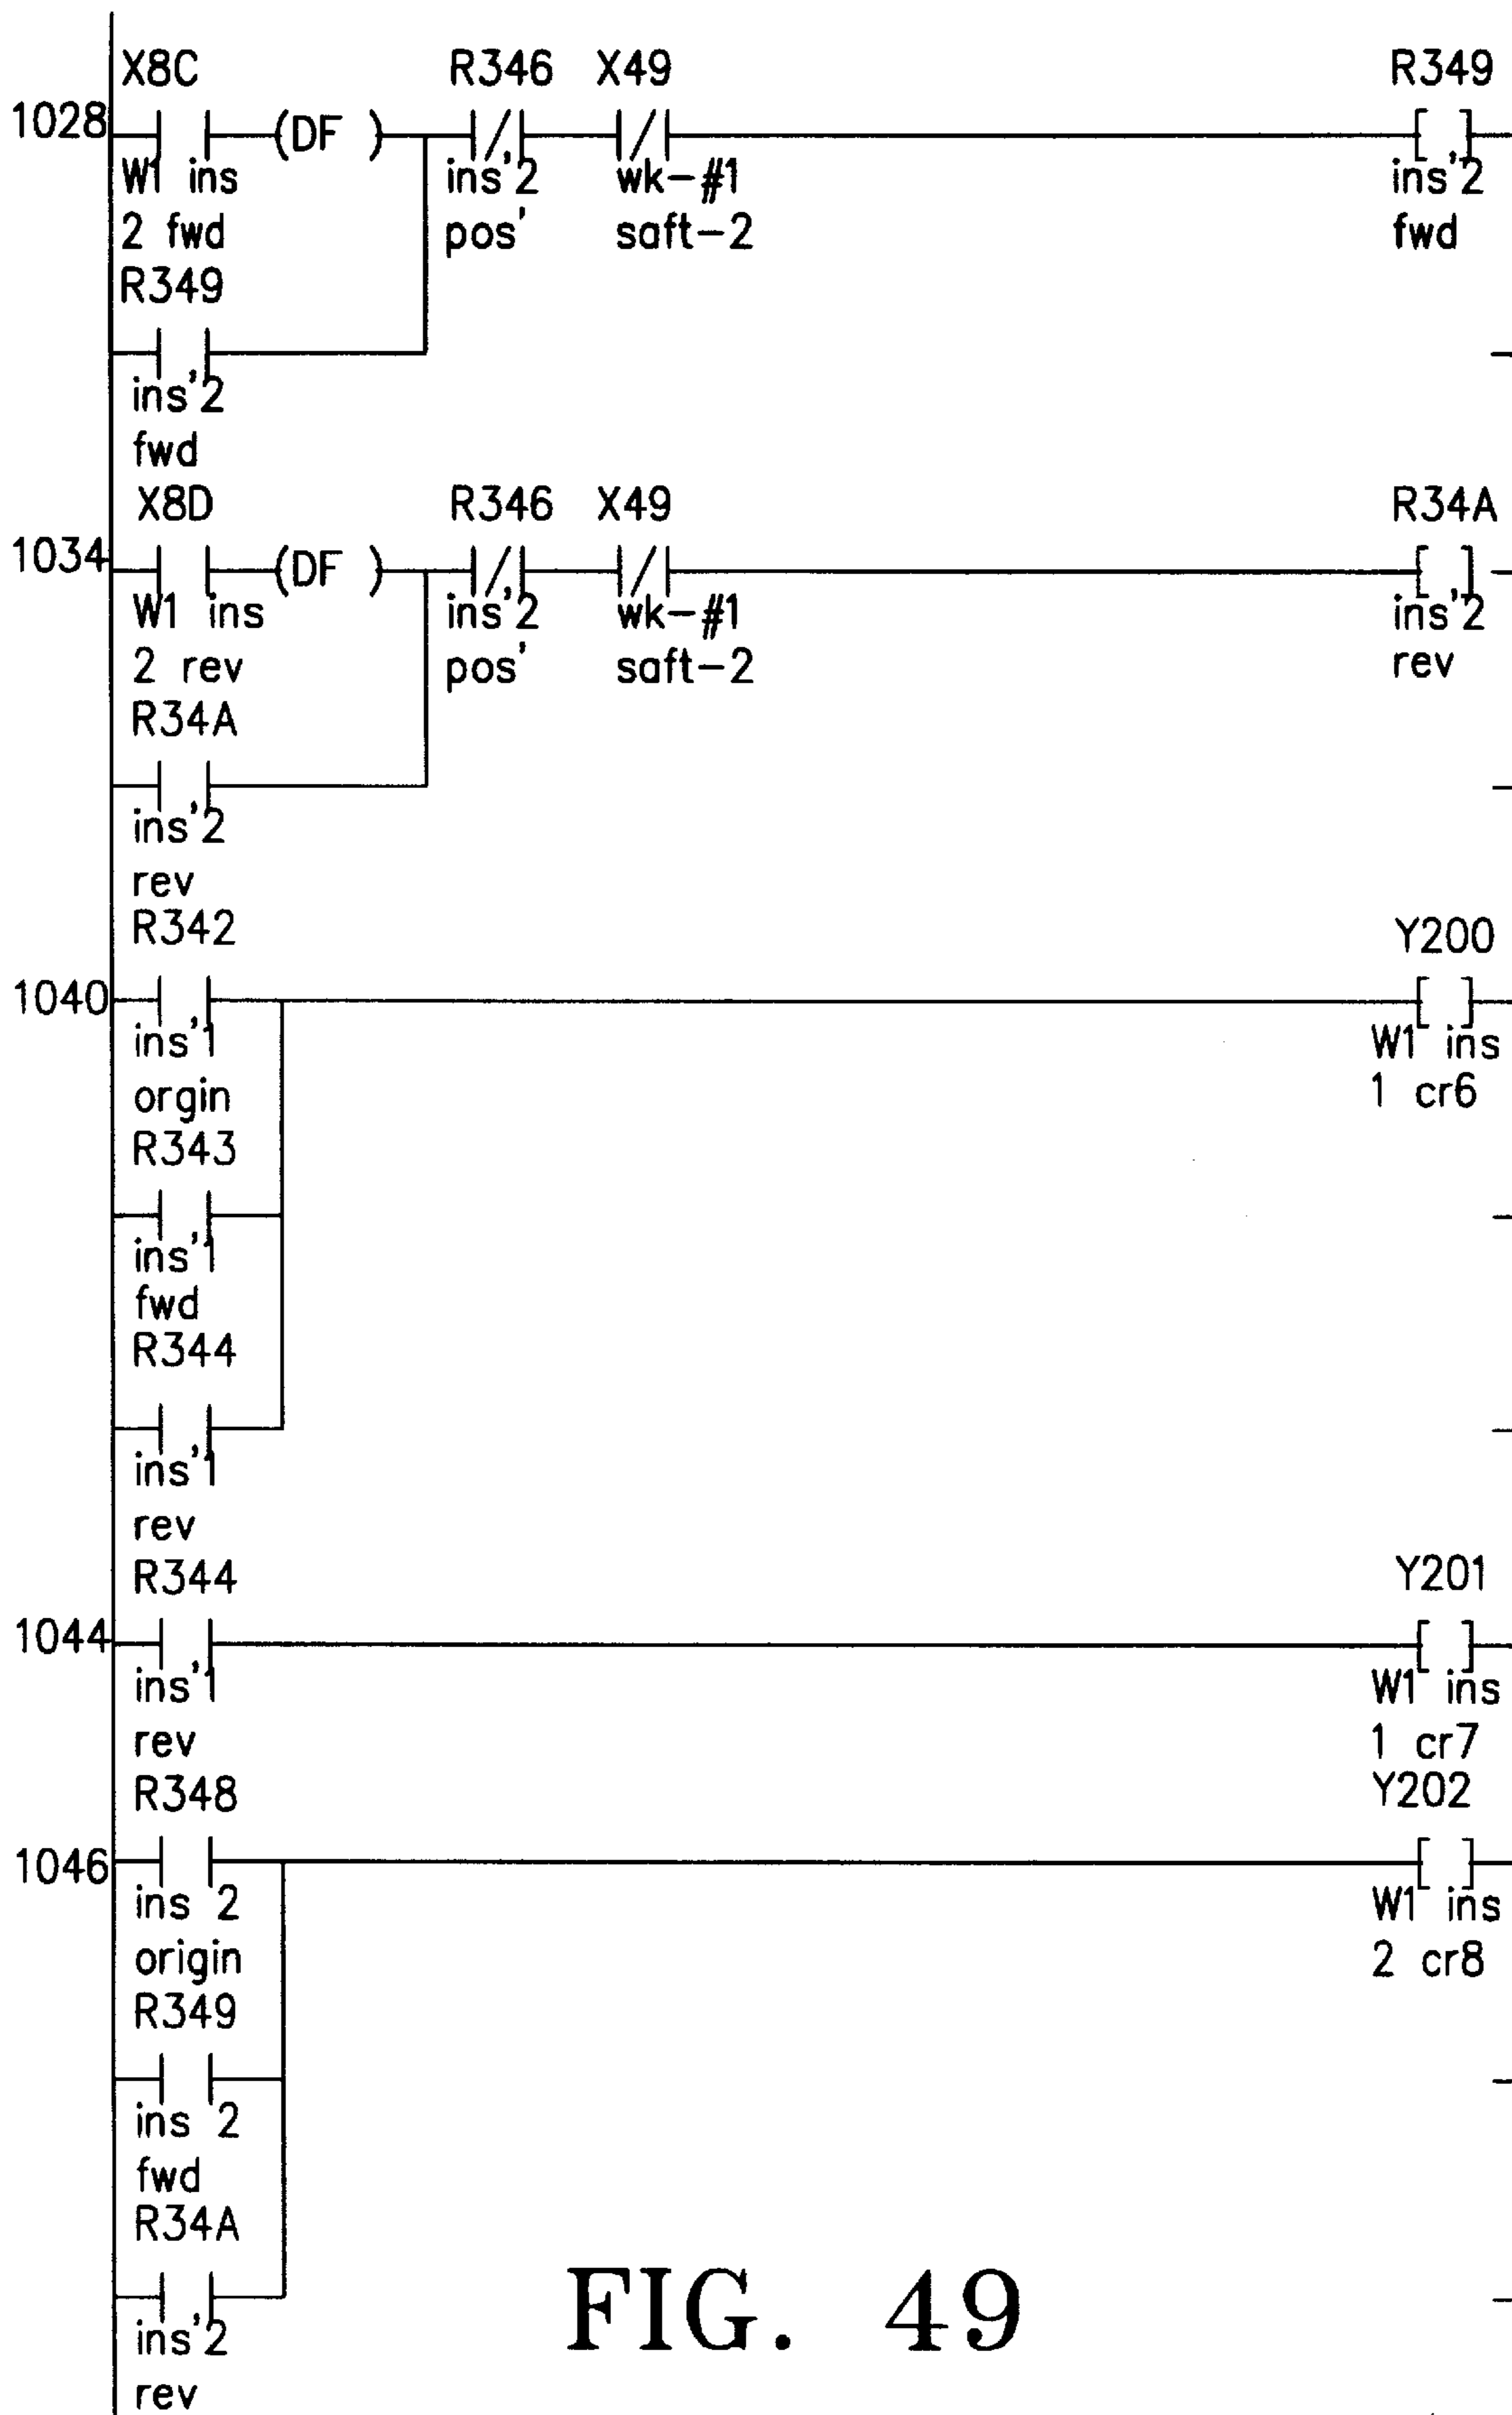 X8C R346 X49 R349
1028 (DF )
W1 ins ins'2 wk-#1 ins'2
2 fwd pos' saft-2 fwd
R349
ins'2
fwd
X8D R346 X49 R34A
1034 (DF )
W1 ins ins'2 wk-#1 ins'2
2 rev pos' saft-2 rev
R34A
ins'2
rev
R342 Y200
1040
ins'1 W1 ins
orgin 1 cr6
R343
ins'1
fwd
R344
ins'1
rev
R344 Y201
1044
ins'1 W1 ins
rev 1 cr7
R348 Y202
1046
ins 2 W1 ins
origin 2 cr8
R349
ins 2
fwd
R34A
ins'2
rev
FIG. 49